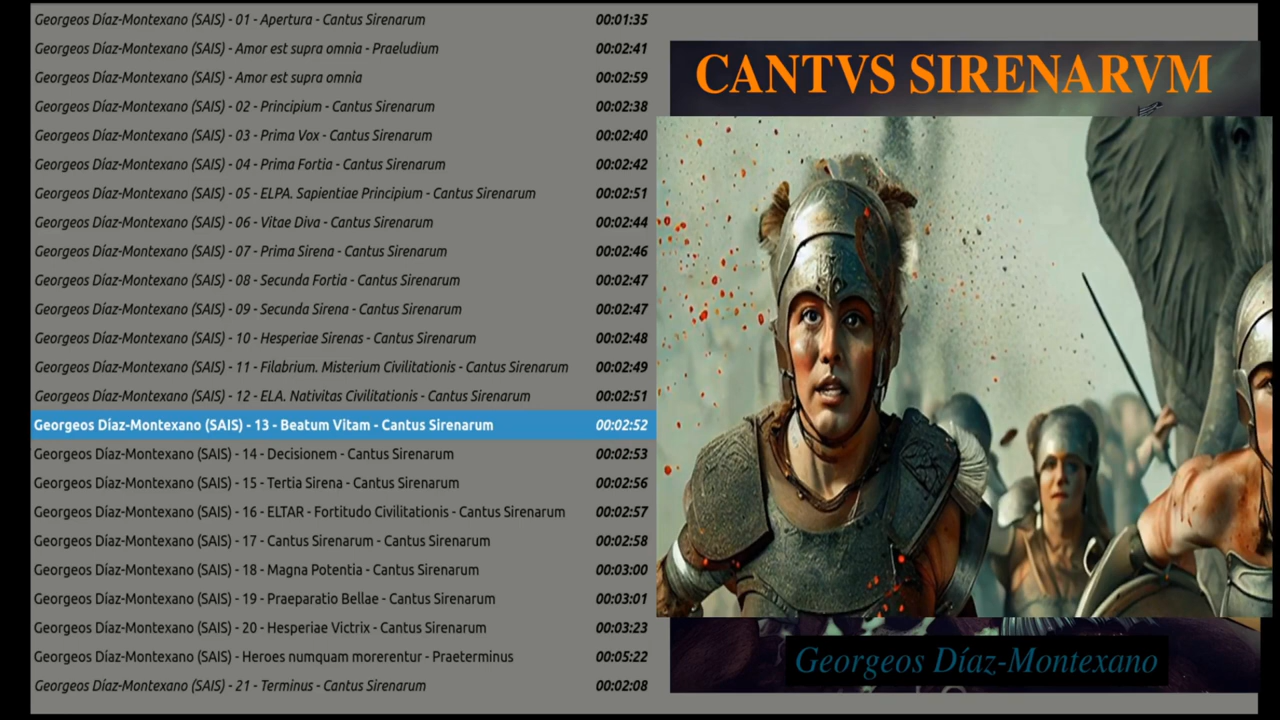 Georgeos Díaz-Montexano (SAIS) - 01 - Apertura - Cantus Sirenarum 00:01:35
Georgeos Díaz-Montexano (SAIS) - Amor est supra omnia - Praeludium 00:02:41
Georgeos Díaz-Montexano (SAIS) - Amor est supra omnia 00:02:59
Georgeos Díaz-Montexano (SAIS) - 02 - Principium - Cantus Sirenarum 00:02:38
Georgeos Díaz-Montexano (SAIS) - 03 - Prima Vox - Cantus Sirenarum 00:02:40
Georgeos Díaz-Montexano (SAIS) - 04 - Prima Fortia - Cantus Sirenarum 00:02:42
Georgeos Díaz-Montexano (SAIS) - 05 - ELPA. Sapientiae Principium - Cantus Sirenarum 00:02:51
Georgeos Díaz-Montexano (SAIS) - 06 - Vitae Diva - Cantus Sirenarum 00:02:44
Georgeos Díaz-Montexano (SAIS) - 07 - Prima Sirena - Cantus Sirenarum 00:02:46
Georgeos Díaz-Montexano (SAIS) - 08 - Secunda Fortia - Cantus Sirenarum 00:02:47
Georgeos Díaz-Montexano (SAIS) - 09 - Secunda Sirena - Cantus Sirenarum 00:02:47
Georgeos Díaz-Montexano (SAIS) - 10 - Hesperiae Sirenas - Cantus Sirenarum 00:02:48
Georgeos Díaz-Montexano (SAIS) - 11 - Filabrium. Misterium Civilitationis - Cantus Sirenarum 00:02:49
Georgeos Díaz-Montexano (SAIS) - 12 - ELA. Nativitas Civilitationis - Cantus Sirenarum 00:02:51
Georgeos Díaz-Montexano (SAIS) - 13 - Beatum Vitam - Cantus Sirenarum 00:02:52
Georgeos Díaz-Montexano (SAIS) - 14 - Decisionem - Cantus Sirenarum 00:02:53
Georgeos Díaz-Montexano (SAIS) - 15 - Tertia Sirena - Cantus Sirenarum 00:02:56
Georgeos Díaz-Montexano (SAIS) - 16 - ELTAR - Fortitudo Civilitationis - Cantus Sirenarum 00:02:57
Georgeos Díaz-Montexano (SAIS) - 17 - Cantus Sirenarum - Cantus Sirenarum 00:02:58
Georgeos Díaz-Montexano (SAIS) - 18 - Magna Potentia - Cantus Sirenarum 00:03:00
Georgeos Díaz-Montexano (SAIS) - 19 - Praeparatio Bellae - Cantus Sirenarum 00:03:01
Georgeos Díaz-Montexano (SAIS) - 20 - Hesperiae Victrix - Cantus Sirenarum 00:03:23
Georgeos Díaz-Montexano (SAIS) - Heroes numquam morerentur - Praeterminus 00:05:22
Georgeos Díaz-Montexano (SAIS) - 21 - Terminus - Cantus Sirenarum 00:02:08
CANTVS SIRENARVM
Georgeos Díaz-Montexano